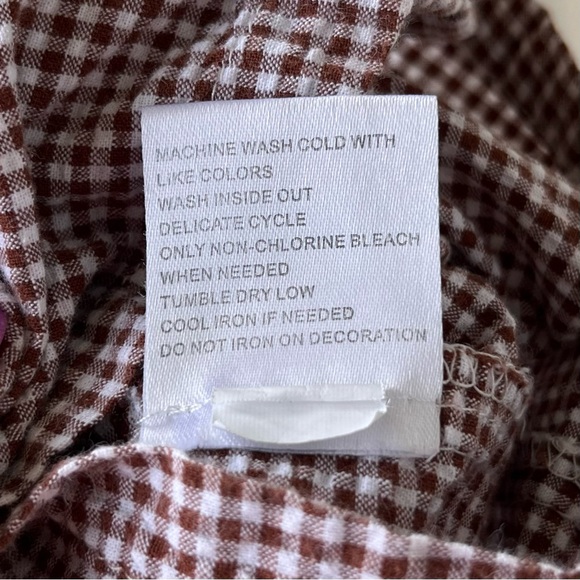 MACHINE WASH COLD WITH
LIKE COLORS
WASH INSIDE OUT
DELICATE CYCLE
ONLY NON-CHLORINE BLEACH
WHEN NEEDED
TUMBLE DRY LOW
COOL IRON IF NEEDED
DO NOT IRON ON DECORATION